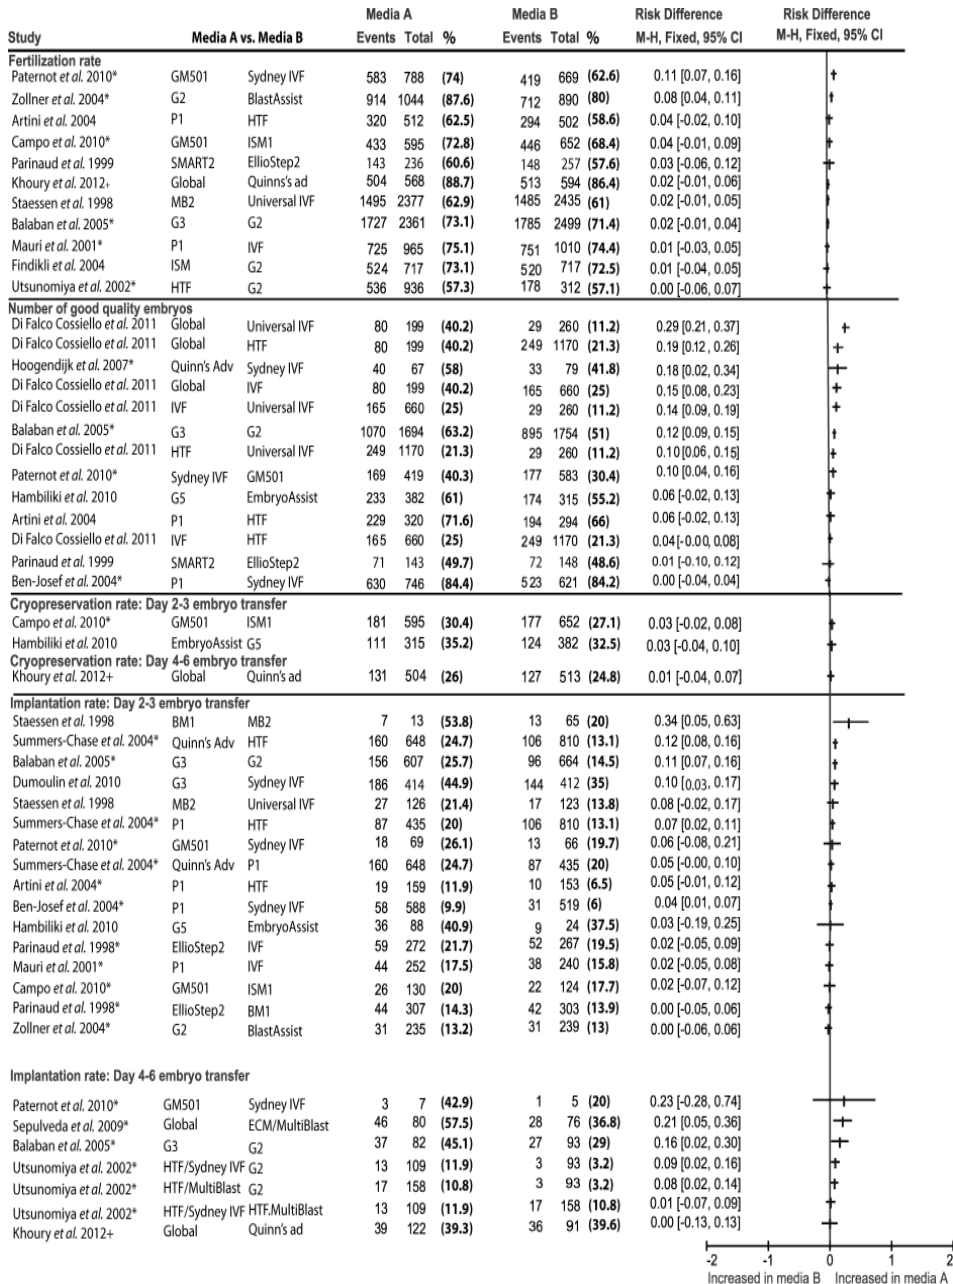 Media A Media B Risk Difference Risk Difference
Study Media A vs. Media B Events Total % Events Total % M-H, Fixed, 95% CI M-H, Fixed, 95% CI
Fertilization rate
Paternot et al. 2010* GM501 Sydney IVF 583 788 (74) 419 669 (62.6) 0.11 [0.07, 0.16]
Zollner et al. 2004* G2 BlastAssist 914 1044 (87.6) 712 890 (80) 0.08 [0.04, 0.11]
Artini et al. 2004 P1 HTF 320 512 (62.5) 294 502 (58.6) 0.04 [-0.02, 0.10]
Campo et al. 2010* GM501 ISM1 433 595 (72.8) 446 652 (68.4) 0.04 [-0.01, 0.09]
Parinaud et al. 1999 SMART2 EllioStep2 143 236 (60.6) 148 257 (57.6) 0.03 [-0.06, 0.12]
Khoury et al. 2012+ Global Quinns's ad 504 568 (88.7) 513 594 (86.4) 0.02 [-0.01, 0.06]
Staessen et al. 1998 MB2 Universal IVF 1495 2377 (62.9) 1485 2435 (61) 0.02 [-0.01, 0.05]
Balaban et al. 2005* G3 G2 1727 2361 (73.1) 1785 2499 (71.4) 0.02 [-0.01, 0.04]
Mauri et al. 2001* P1 IVF 725 965 (75.1) 751 1010 (74.4) 0.01 [-0.03, 0.05]
Findikli et al. 2004 ISM G2 524 717 (73.1) 520 717 (72.5) 0.01 [-0.04, 0.05]
Utsunomiya et al. 2002* HTF G2 536 936 (57.3) 178 312 (57.1) 0.00 [-0.06, 0.07]
Number of good quality embryos
Di Falco Cossiello et al. 2011 Global Universal IVF 80 199 (40.2) 29 260 (11.2) 0.29 [0.21, 0.37]
Di Falco Cossiello et al. 2011 Global HTF 80 199 (40.2) 249 1170 (21.3) 0.19 [0.12, 0.26]
Hoogendijk et al. 2007* Quinn's Adv Sydney IVF 40 67 (58) 33 79 (41.8) 0.18 [0.02, 0.34]
Di Falco Cossiello et al. 2011 Global IVF 80 199 (40.2) 165 660 (25) 0.15 [0.08, 0.23]
Di Falco Cossiello et al. 2011 IVF Universal IVF 165 660 (25) 29 260 (11.2) 0.14 [0.09, 0.19]
Balaban et al. 2005* G3 G2 1070 1694 (63.2) 895 1754 (51) 0.12 [0.09, 0.15]
Di Falco Cossiello et al. 2011 HTF Universal IVF 249 1170 (21.3) 29 260 (11.2) 0.10 [0.06, 0.15]
Paternot et al. 2010* Sydney IVF GM501 169 419 (40.3) 177 583 (30.4) 0.10 [0.04, 0.16]
Hambiliki et al. 2010 G5 EmbryoAssist 233 382 (61) 174 315 (55.2) 0.06 [-0.02, 0.13]
Artini et al. 2004 P1 HTF 229 320 (71.6) 194 294 (66) 0.06 [-0.02, 0.13]
Di Falco Cossiello et al. 2011 IVF HTF 165 660 (25) 249 1170 (21.3) 0.04 [-0.00, 0.08]
Parinaud et al. 1999 SMART2 EllioStep2 71 143 (49.7) 72 148 (48.6) 0.01 [-0.10, 0.12]
Ben-Josef et al. 2004* P1 Sydney IVF 630 746 (84.4) 523 621 (84.2) 0.00 [-0.04, 0.04]
Cryopreservation rate: Day 2-3 embryo transfer
Campo et al. 2010* GM501 ISM1 181 595 (30.4) 177 652 (27.1) 0.03 [-0.02, 0.08]
Hambiliki et al. 2010 EmbryoAssist G5 111 315 (35.2) 124 382 (32.5) 0.03 [-0.04, 0.10]
Cryopreservation rate: Day 4-6 embryo transfer
Khoury et al. 2012+ Global Quinn's ad 131 504 (26) 127 513 (24.8) 0.01 [-0.04, 0.07]
Implantation rate: Day 2-3 embryo transfer
Staessen et al. 1998 BM1 MB2 7 13 (53.8) 13 65 (20) 0.34 [0.05, 0.63]
Summers-Chase et al. 2004* Quinn's Adv HTF 160 648 (24.7) 106 810 (13.1) 0.12 [0.08, 0.16]
Balaban et al. 2005* G3 G2 156 607 (25.7) 96 664 (14.5) 0.11 [0.07, 0.16]
Dumoulin et al. 2010 G3 Sydney IVF 186 414 (44.9) 144 412 (35) 0.10 [0.03, 0.17]
Staessen et al. 1998 MB2 Universal IVF 27 126 (21.4) 17 123 (13.8) 0.08 [-0.02, 0.17]
Summers-Chase et al. 2004* P1 HTF 87 435 (20) 106 810 (13.1) 0.07 [0.02, 0.11]
Paternot et al. 2010* GM501 Sydney IVF 18 69 (26.1) 13 66 (19.7) 0.06 [-0.08, 0.21]
Summers-Chase et al. 2004* Quinn's Adv P1 160 648 (24.7) 87 435 (20) 0.05 [-0.00, 0.10]
Artini et al. 2004* P1 HTF 19 159 (11.9) 10 153 (6.5) 0.05 [-0.01, 0.12]
Ben-Josef et al. 2004* P1 Sydney IVF 58 588 (9.9) 31 519 (6) 0.04 [0.01, 0.07]
Hambiliki et al. 2010 G5 EmbryoAssist 36 88 (40.9) 9 24 (37.5) 0.03 [-0.19, 0.25]
Parinaud et al. 1998* EllioStep2 IVF 59 272 (21.7) 52 267 (19.5) 0.02 [-0.05, 0.09]
Mauri et al. 2001* P1 IVF 44 252 (17.5) 38 240 (15.8) 0.02 [-0.05, 0.08]
Campo et al. 2010* GM501 ISM1 26 130 (20) 22 124 (17.7) 0.02 [-0.07, 0.12]
Parinaud et al. 1998* EllioStep2 BM1 44 307 (14.3) 42 303 (13.9) 0.00 [-0.05, 0.06]
Zollner et al. 2004* G2 BlastAssist 31 235 (13.2) 31 239 (13) 0.00 [-0.06, 0.06]
Implantation rate: Day 4-6 embryo transfer
Paternot et al. 2010* GM501 Sydney IVF 3 7 (42.9) 1 5 (20) 0.23 [-0.28, 0.74]
Sepulveda et al. 2009* Global ECM/MultiBlast 46 80 (57.5) 28 76 (36.8) 0.21 [0.05, 0.36]
Balaban et al. 2005* G3 G2 37 82 (45.1) 27 93 (29) 0.16 [0.02, 0.30]
Utsunomiya et al. 2002* HTF/Sydney IVF G2 13 109 (11.9) 3 93 (3.2) 0.09 [0.02, 0.16]
Utsunomiya et al. 2002* HTF/MultiBlast G2 17 158 (10.8) 3 93 (3.2) 0.08 [0.02, 0.14]
Utsunomiya et al. 2002* HTF/Sydney IVF HTF.MultiBlast 13 109 (11.9) 17 158 (10.8) 0.01 [-0.07, 0.09]
Khoury et al. 2012+ Global Quinn's ad 39 122 (39.3) 36 91 (39.6) 0.00 [-0.13, 0.13]
-2 -1 0 1 2
Increased in media B Increased in media A